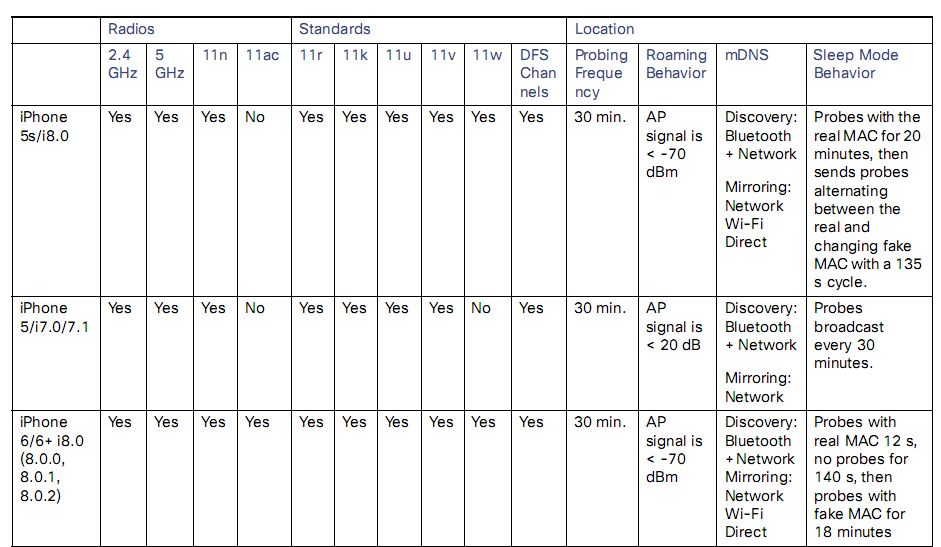 Radios Standards Location
2.4 GHz 5 GHz 11n 11ac 11r 11k 11u 11v 11w DFS Chan nels Probing Freque ncy Roaming Behavior mDNS Sleep Mode Behavior
iPhone 5s/i8.0 Yes Yes Yes No Yes Yes Yes Yes Yes Yes 30 min. AP signal is < -70 dBm Discovery: Bluetooth + Network Mirroring: Network Wi-Fi Direct Probes with the real MAC for 20 minutes, then sends probes alternating between the real and changing fake MAC with a 135 s cycle.
iPhone 5/i7.0/7.1 Yes Yes Yes No Yes Yes Yes Yes No Yes 30 min. AP signal is < 20 dB Discovery: Bluetooth + Network Mirroring: Network Probes broadcast every 30 minutes.
iPhone 6/6+ i8.0 (8.0.0, 8.0.1, 8.0.2) Yes Yes Yes Yes Yes Yes Yes Yes Yes Yes 30 min. AP signal is < -70 dBm Discovery: Bluetooth + Network Mirroring: Network Wi-Fi Direct Probes with real MAC 12 s, no probes for 140 s, then probes with fake MAC for 18 minutes